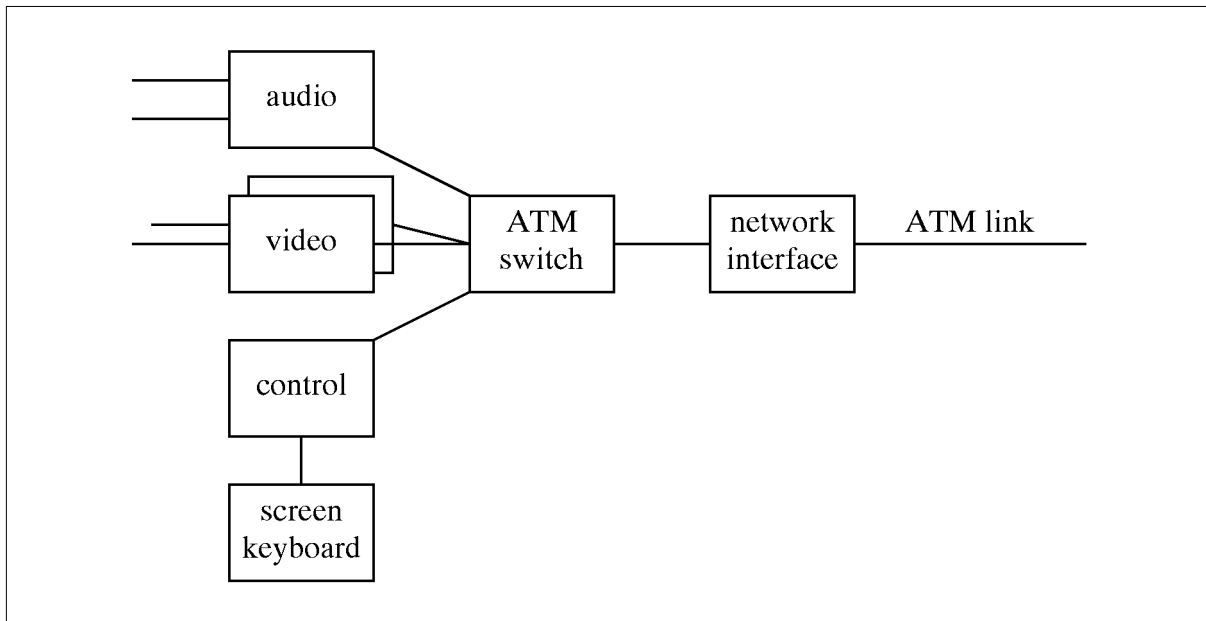 audio
video
ATM
switch
network
interface
ATM link
control
screen
keyboard